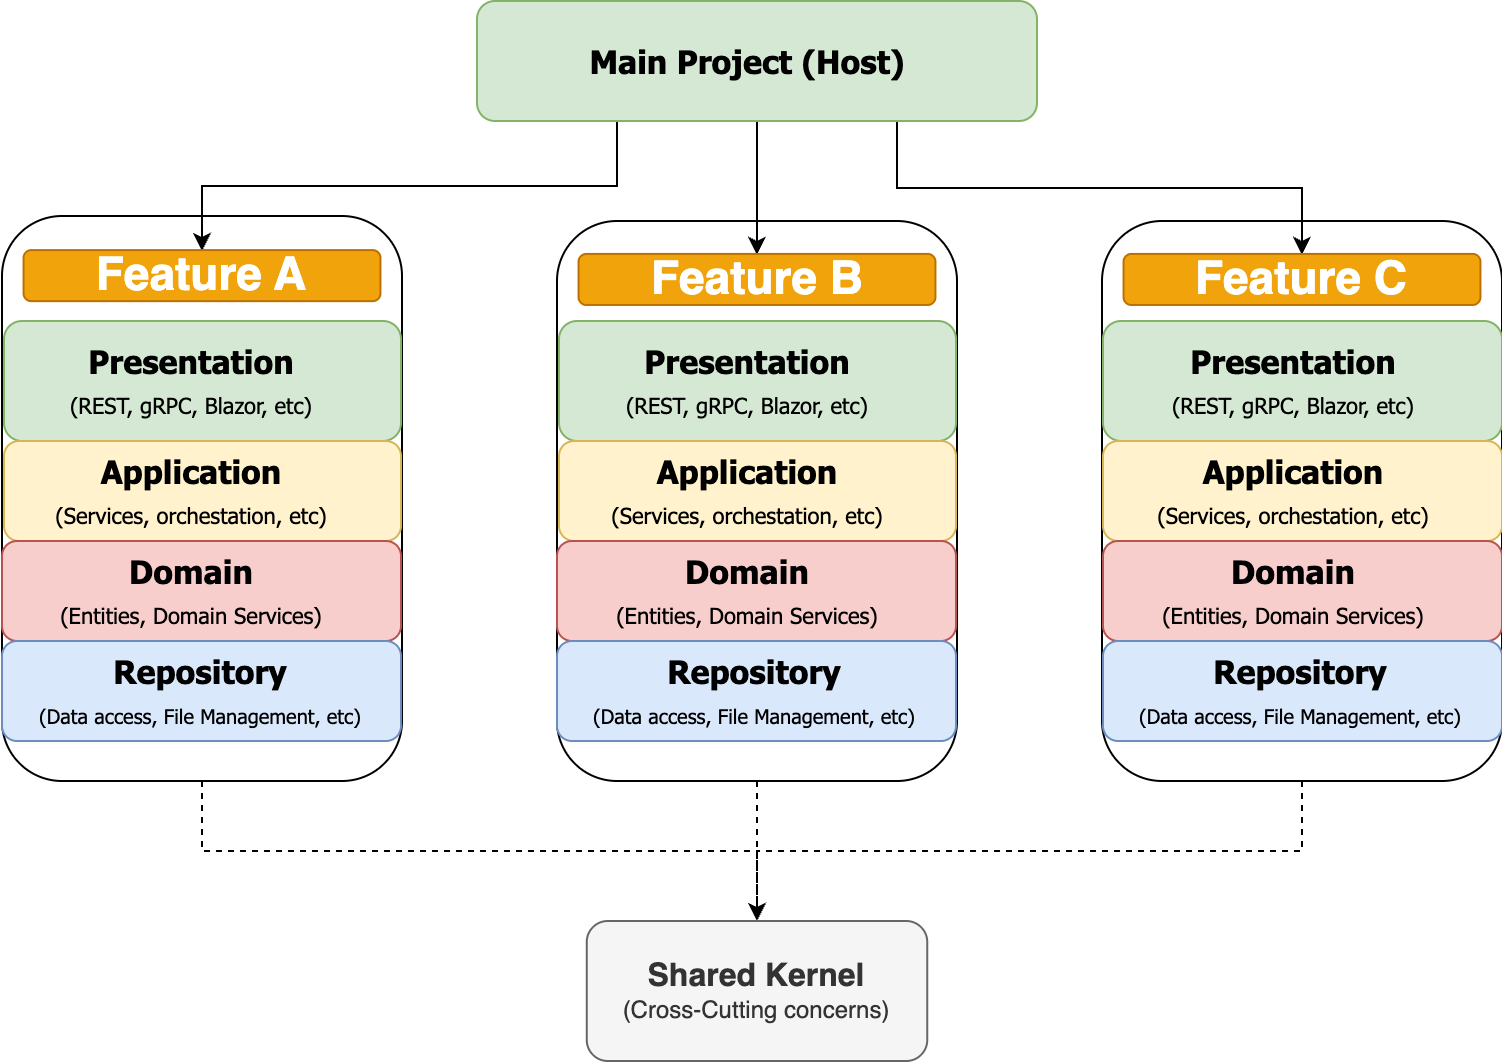 Main Project (Host)
Feature A
Presentation
(REST, gRPC, Blazor, etc)
Application
(Services, orchestation, etc)
Domain
(Entities, Domain Services)
Repository
(Data access, File Management, etc)
Feature B
Presentation
(REST, gRPC, Blazor, etc)
Application
(Services, orchestation, etc)
Domain
(Entities, Domain Services)
Repository
(Data access, File Management, etc)
Feature C
Presentation
(REST, gRPC, Blazor, etc)
Application
(Services, orchestation, etc)
Domain
(Entities, Domain Services)
Repository
(Data access, File Management, etc)
Shared Kernel
(Cross-Cutting concerns)